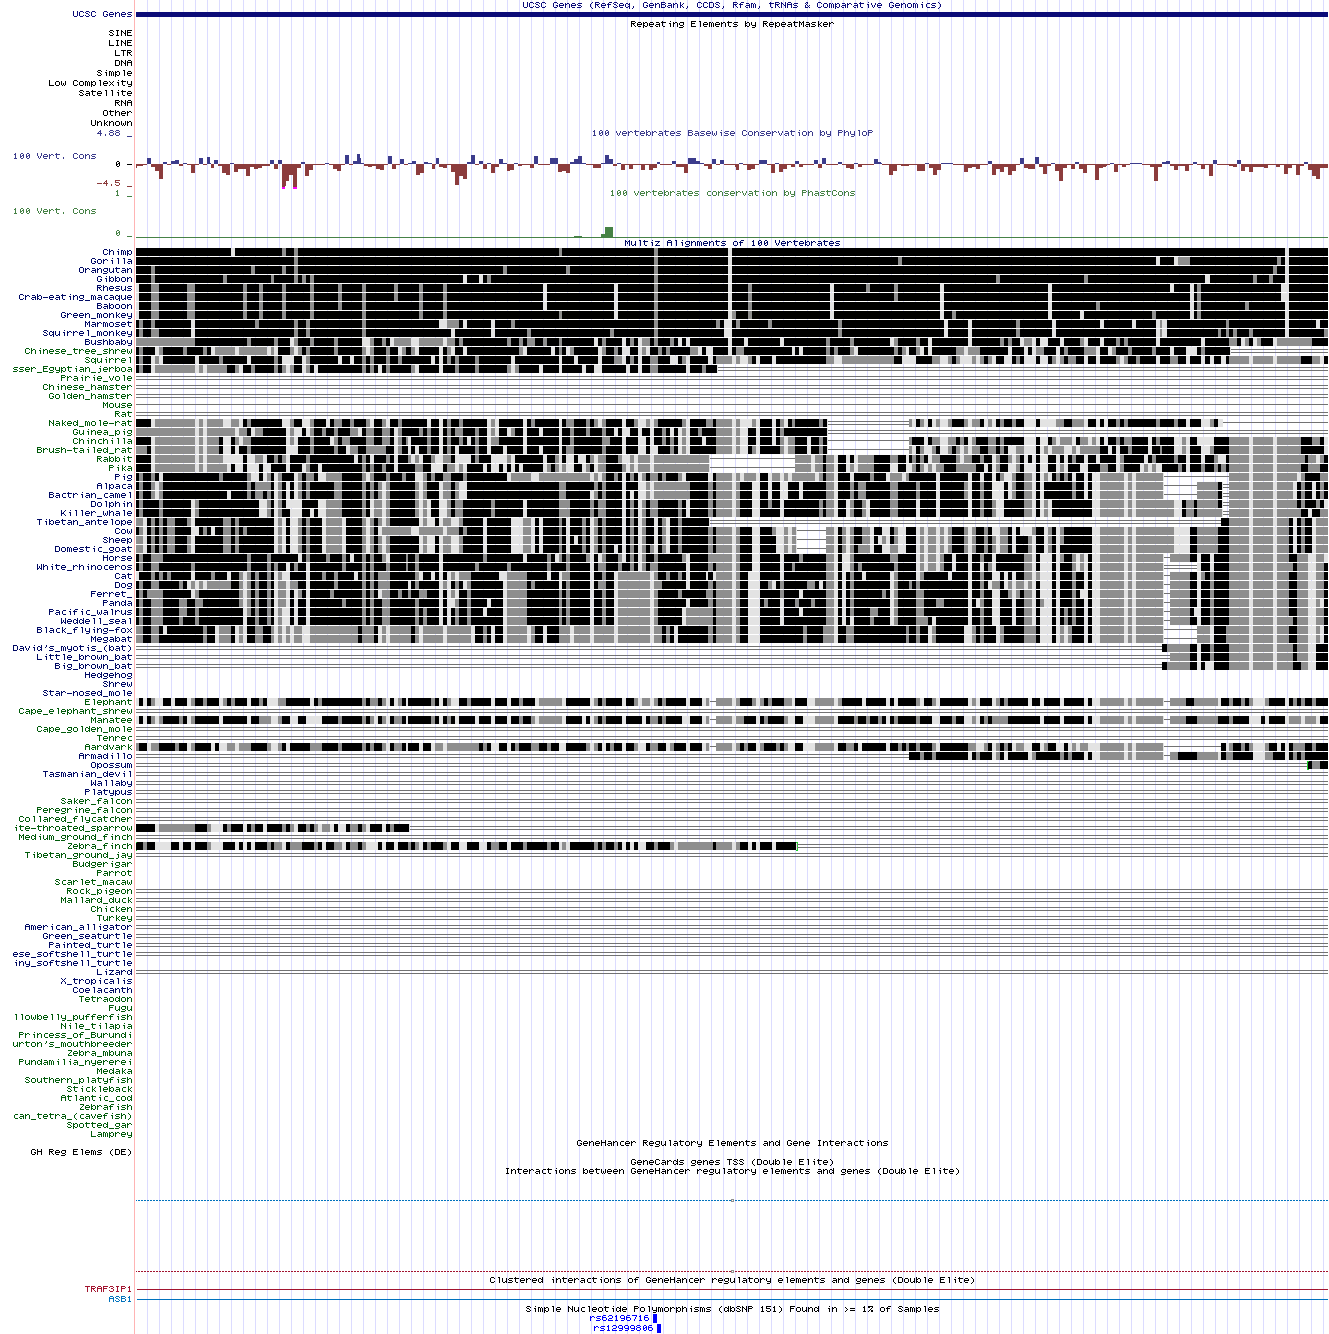 UCSC Genes (RefSeq, GenBank, CCDS, Rfam, tRNAs & Comparative Genomics)
UCSC Genes
Repeating Elements by RepeatMasker
SINE
LINE
LTR
DNA
Simple
Low Complexity
Satellite
RNA
Other
Unknown
4.88 _
100 vertebrates Basewise Conservation by PhyloP
100 Vert. Cons
0 _
-4.5 _
100 vertebrates conservation by PhastCons
1 _
100 Vert. Cons
0 _
Multiz Alignments of 100 Vertebrates
Chimp
Gorilla
Orangutan
Gibbon
Rhesus
Crab-eating_macaque
Baboon
Green_monkey
Marmoset
Squirrel_monkey
Bushbaby
Chinese_tree_shrew
Squirrel
sser_Egyptian_jerboa
Prairie_vole
Chinese_hamster
Golden_hamster
Mouse
Rat
Naked_mole-rat
Guinea_pig
Chinchilla
Brush-tailed_rat
Rabbit
Pika
Pig
Alpaca
Bactrian_camel
Dolphin
Killer_whale
Tibetan_antelope
Cow
Sheep
Domestic_goat
Horse
White_rhinoceros
Cat
Dog
Ferret_
Panda
Pacific_walrus
Weddell_seal
Black_flying-fox
Megabat
David's_myotis_(bat)
Little_brown_bat
Big_brown_bat
Hedgehog
Shrew
Star-nosed_mole
Elephant
Cape_elephant_shrew
Manatee
Cape_golden_mole
Tenrec
Aardvark
Armadillo
Opossum
Tasmanian_devil
Wallaby
Platypus
Saker_falcon
Peregrine_falcon
Collared_flycatcher
ite-throated_sparrow
Medium_ground_finch
Zebra_finch
Tibetan_ground_jay
Budgerigar
Parrot
Scarlet_macaw
Rock_pigeon
Mallard_duck
Chicken
Turkey
American_alligator
Green_seaturtle
Painted_turtle
ese_softshell_turtle
iny_softshell_turtle
Lizard
X_tropicalis
Coelacanth
Tetraodon
Fugu
llowbelly_pufferfish
Nile_tilapia
Princess_of_Burundi
urton's_mouthbreeder
Zebra_mbuna
Pundamilia_nyererei
Medaka
Southern_platyfish
Stickleback
Atlantic_cod
Zebrafish
can_tetra_(cavefish)
Spotted_gar
Lamprey
GeneHancer Regulatory Elements and Gene Interactions
GH Reg Elems (DE)
GeneCards genes TSS (Double Elite)
Interactions between GeneHancer regulatory elements and genes (Double Elite)
Clustered interactions of GeneHancer regulatory elements and genes (Double Elite)
TRAF3IP1
ASB1
Simple Nucleotide Polymorphisms (dbSNP 151) Found in >= 1% of Samples
rs62196716
rs12999806